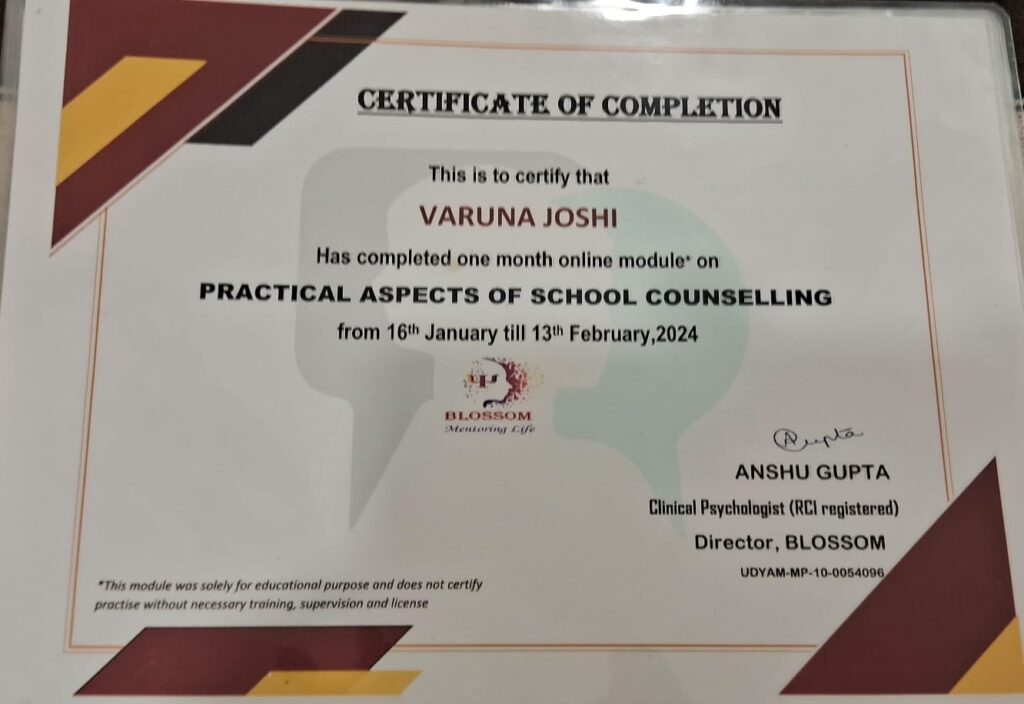 CERTIFICATE OF COMPLETION
This is to certify that
VARUNA JOSHI
Has completed one month online module* on
PRACTICAL ASPECTS OF SCHOOL COUNSELLING
from 16th January till 13th February,2024
BLOSSOM
Mentoring Life
AGupta
ANSHU GUPTA
Clinical Psychologist (RCI registered)
Director, BLOSSOM
UDYAM-MP-10-0054096
*This module was solely for educational purpose and does not certify
practise without necessary training, supervision and license